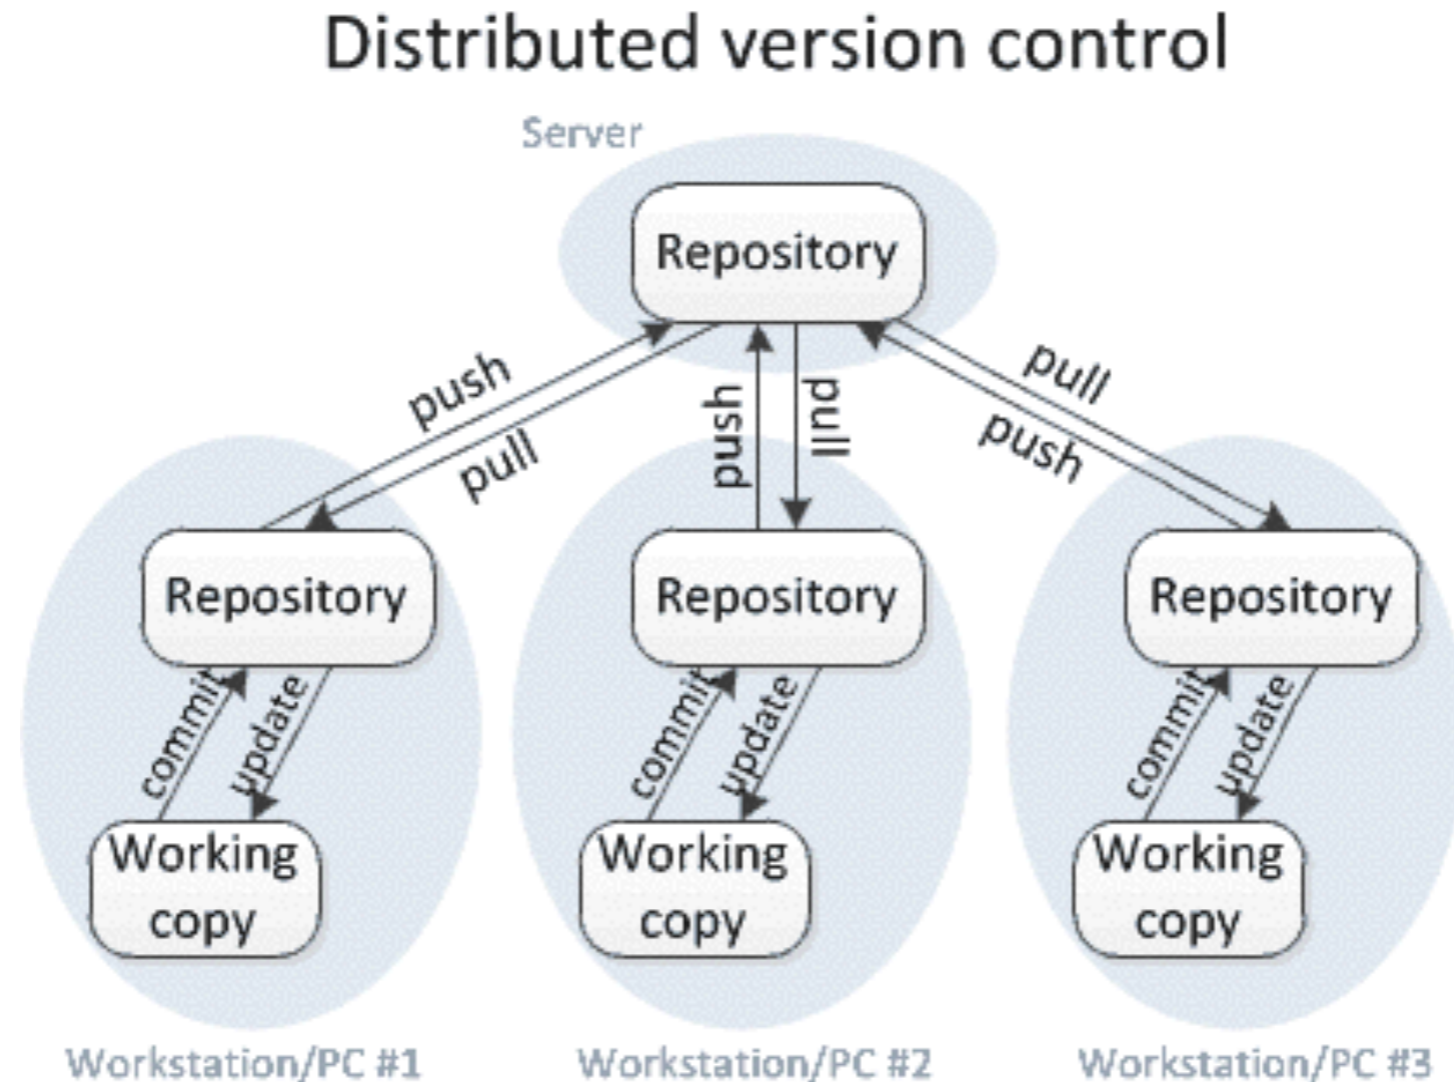 Distributed version control
Server
Repository
push
pull
push
pull
pull
push
Repository
Repository
Repository
commit
update
commit
update
commit
update
Working
copy
Working
copy
Working
copy
Workstation/PC #1
Workstation/PC #2
Workstation/PC #3